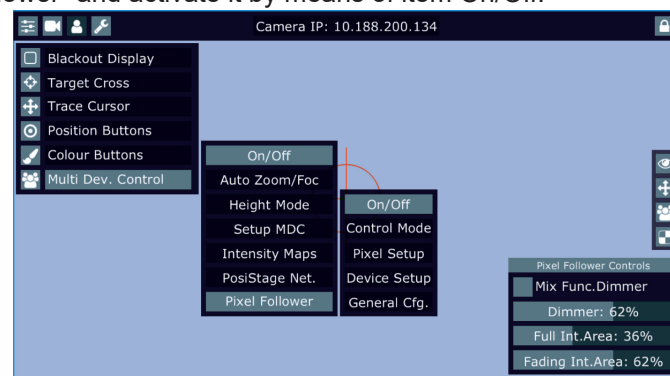 ower" and activate it by means of item On/Off.
Camera IP: 10.188.200.134
Blackout Display
Target Cross
Trace Cursor
Position Buttons
Colour Buttons
Multi Dev. Control
On/Off
Auto Zoom/Foc
Height Mode
Setup MDC
Intensity Maps
PosiStage Net.
Pixel Follower
On/Off
Control Mode
Pixel Setup
Device Setup
General Cfg.
Pixel Follower Controls
Mix Func.Dimmer
Dimmer: 62%
Full Int.Area: 36%
Fading Int.Area: 62%